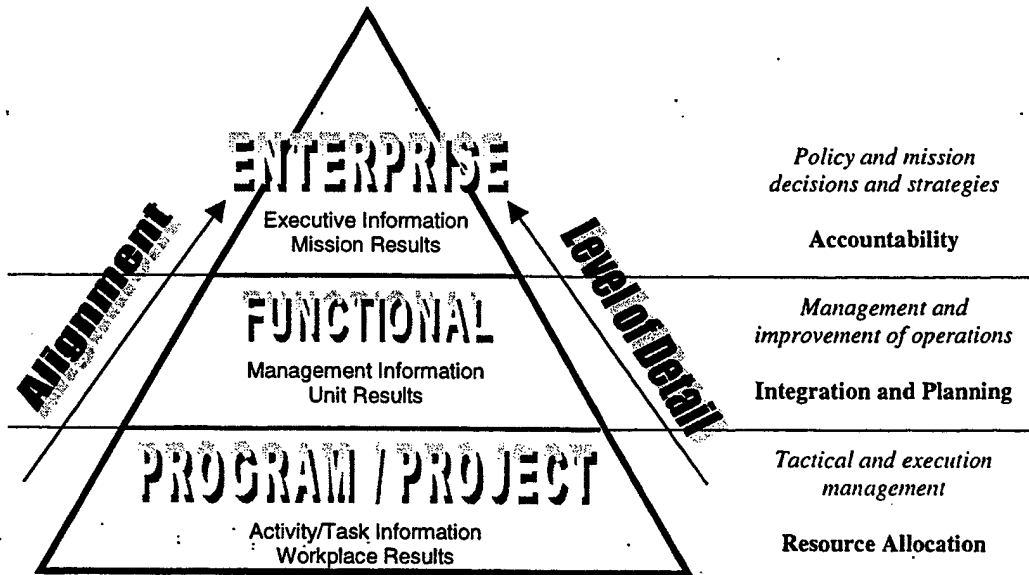 ENTERPRISE
Executive Information
Mission Results
Policy and mission
decisions and strategies
Accountability
Alignment
Level of Detail
FUNCTIONAL
Management Information
Unit Results
Management and
improvement of operations
Integration and Planning
PROGRAM / PROJECT
Activity/Task Information
Workplace Results
Tactical and execution
management
Resource Allocation